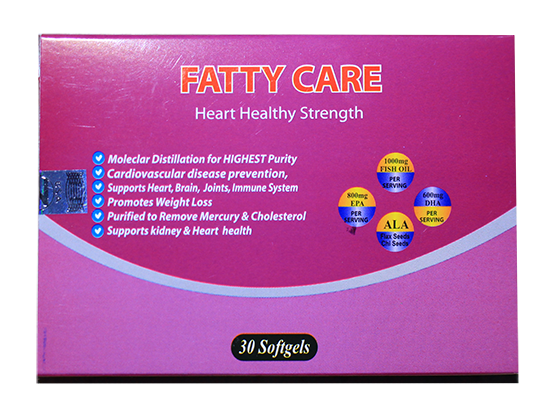 FATTY CARE
Heart Healthy Strength
Moleclar Distillation for HIGHEST Purity
Cardiovascular disease prevention,
Supports Heart, Brain, Joints, Immune System
Promotes Weight Loss
Purified to Remove Mercury & Cholesterol
Supports kidney & Heart health
1000mg
FISH OIL
PER
SERVING
800mg
EPA
PER
SERVING
600mg
DHA
PER
SERVING
ALA
Flex Seeds
Chi Seeds
30 Softgels